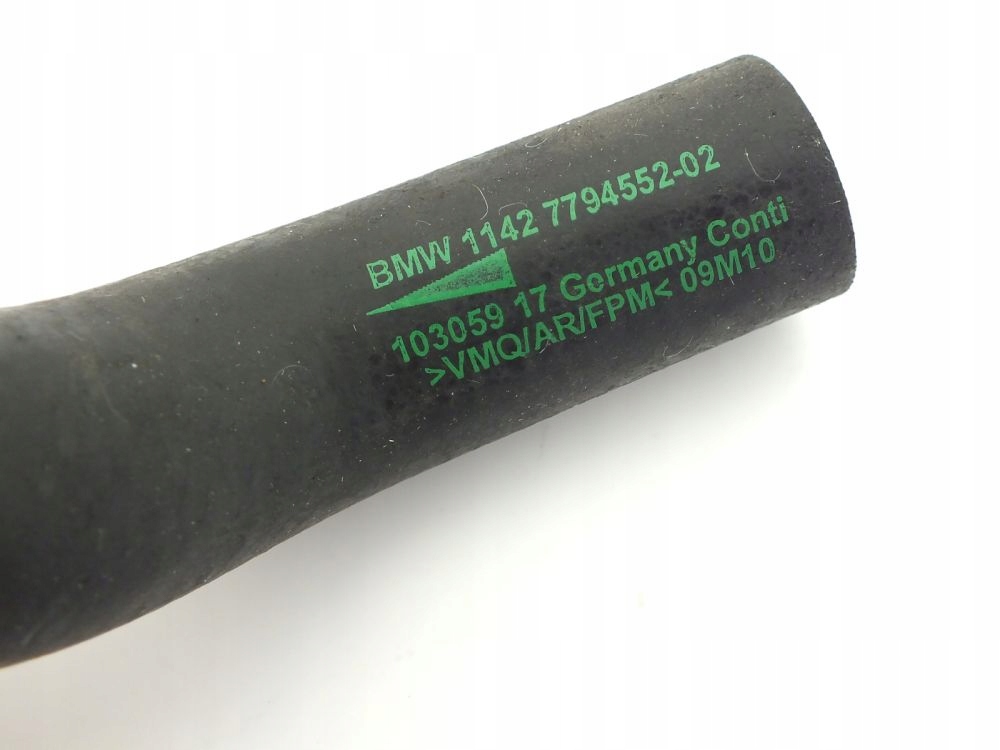 BMW 1142 7794552-02
103059 17 Germany Conti
>VMQ/AR/FPM< 09M10